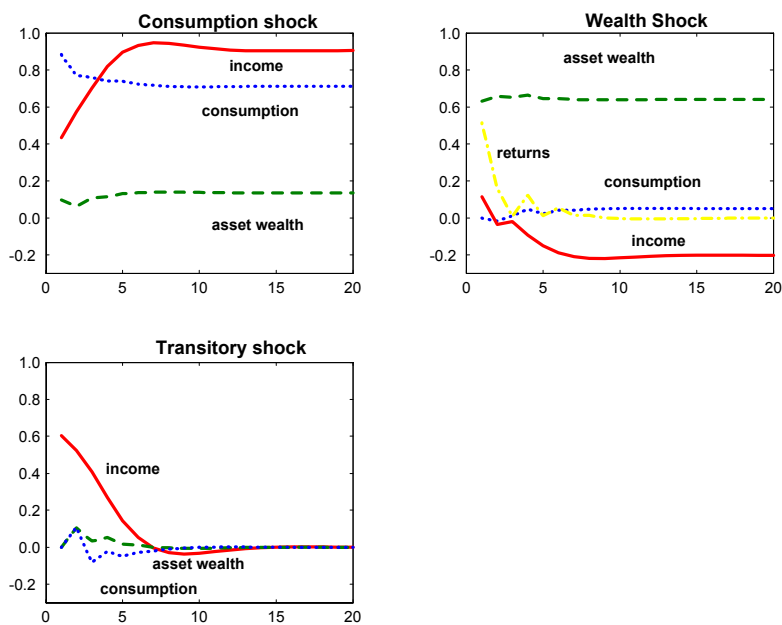 Consumption shock
1.0
0.8
0.6
0.4
0.2
0.0
-0.2
income
consumption
asset wealth
0 5 10 15 20
Wealth Shock
1.0
0.8
0.6
0.4
0.2
0.0
-0.2
asset wealth
returns
consumption
income
0 5 10 15 20
Transitory shock
1.0
0.8
0.6
0.4
0.2
0.0
-0.2
income
asset wealth
consumption
0 5 10 15 20